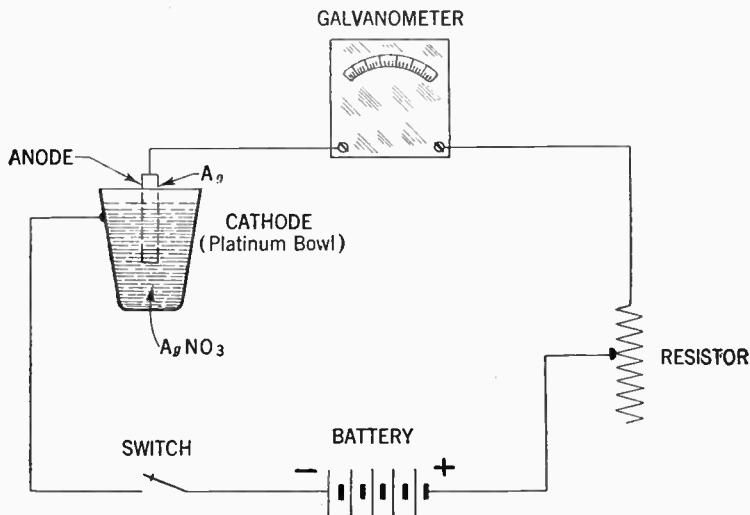 GALVANOMETER
ANODE
Ag
CATHODE
(Platinum Bowl)
AgNO3
RESISTOR
SWITCH
BATTERY
- +